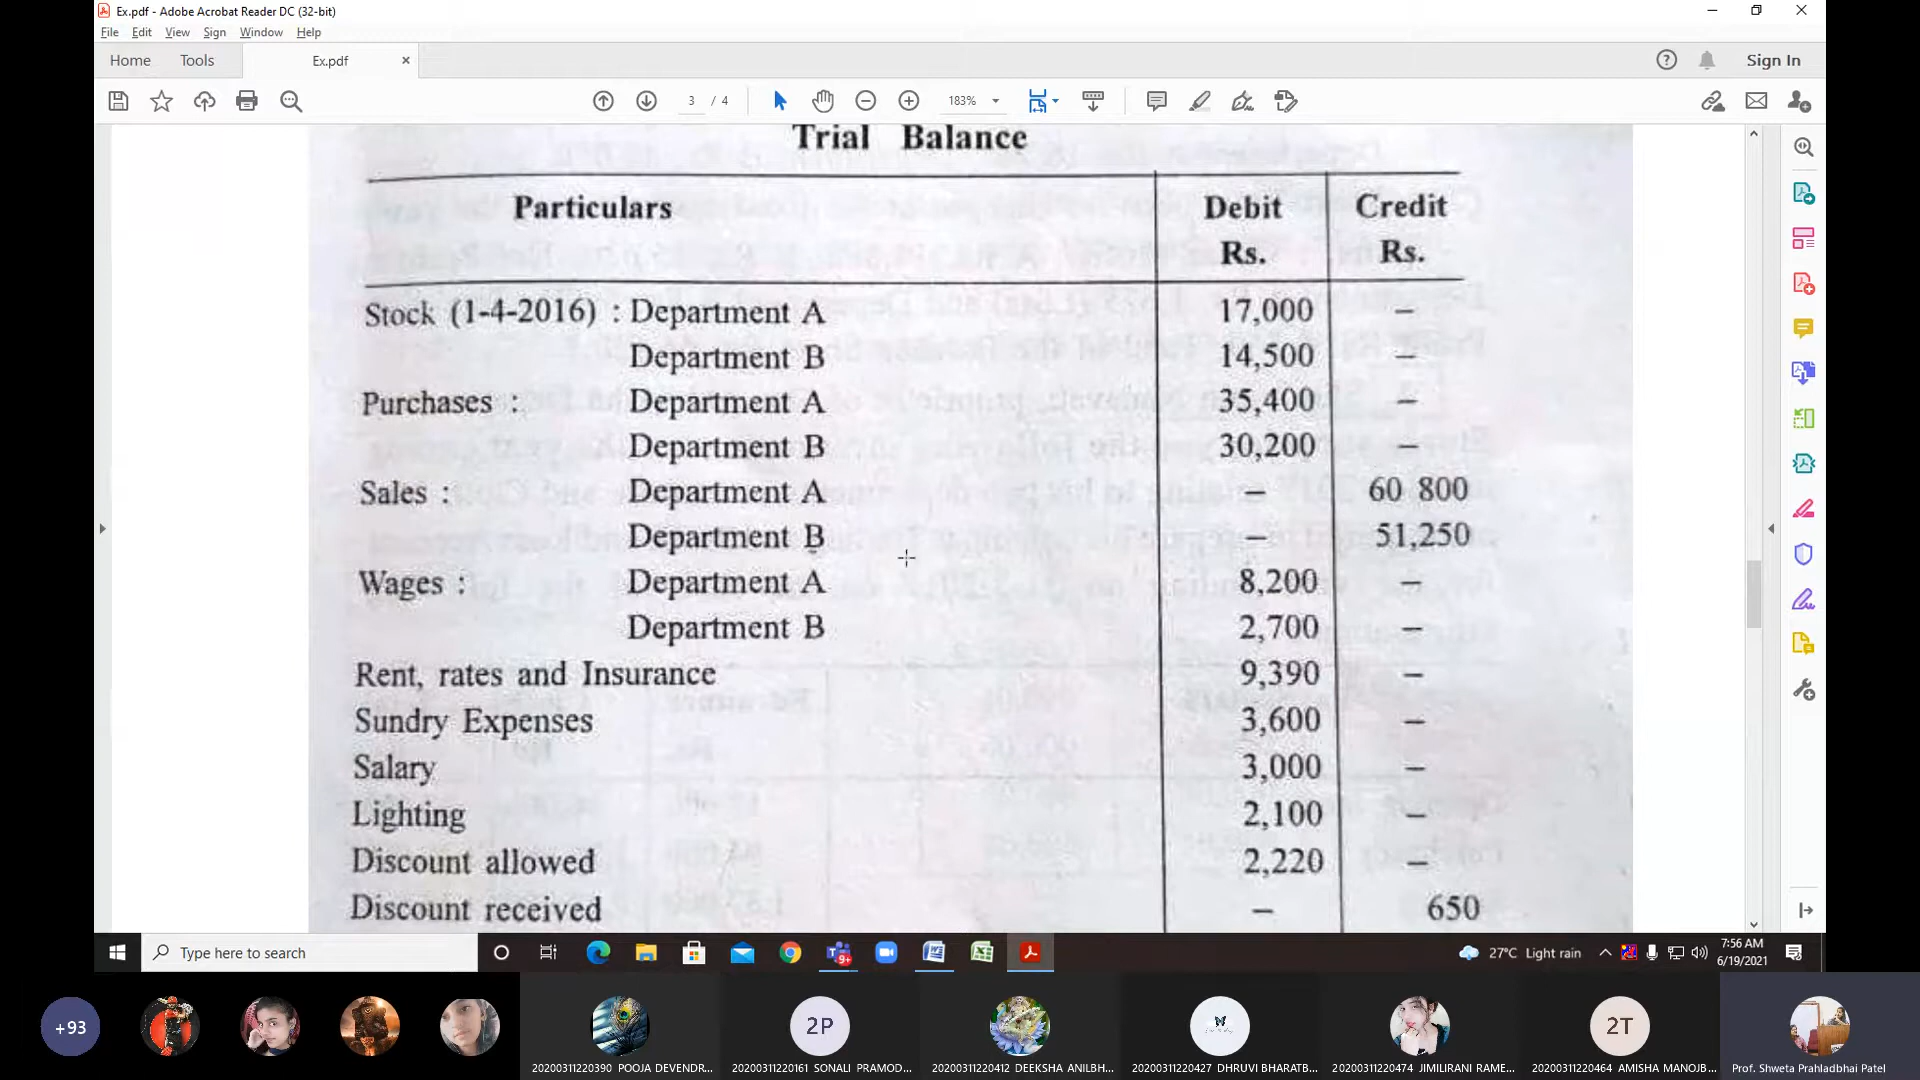 Ex.pdf - Adobe Acrobat Reader DC (32-bit)
File Edit View Sign Window Help
Home Tools Ex.pdf × Sign In
3 / 4 183%
Trial Balance
Particulars Debit Credit
Rs. Rs.
Stock (1-4-2016) : Department A 17,000 –
Department B 14,500 –
Purchases : Department A 35,400 –
Department B 30,200 –
Sales : Department A – 60 800
Department B – 51,250
Wages : Department A 8,200 –
Department B 2,700 –
Rent, rates and Insurance 9,390 –
Sundry Expenses 3,600 –
Salary 3,000 –
Lighting 2,100 –
Discount allowed 2,220 –
Discount received – 650
Type here to search
9+
27°C Light rain
7:56 AM
6/19/2021
+93
2P
2T
20200311220390 POOJA DEVENDR...
20200311220161 SONALI PRAMOD...
20200311220412 DEEKSHA ANILBH...
20200311220427 DHRUVI BHARATB...
20200311220474 JIMILIRANI RAME...
20200311220464 AMISHA MANOJB...
Prof. Shweta Prahladbhai Patel